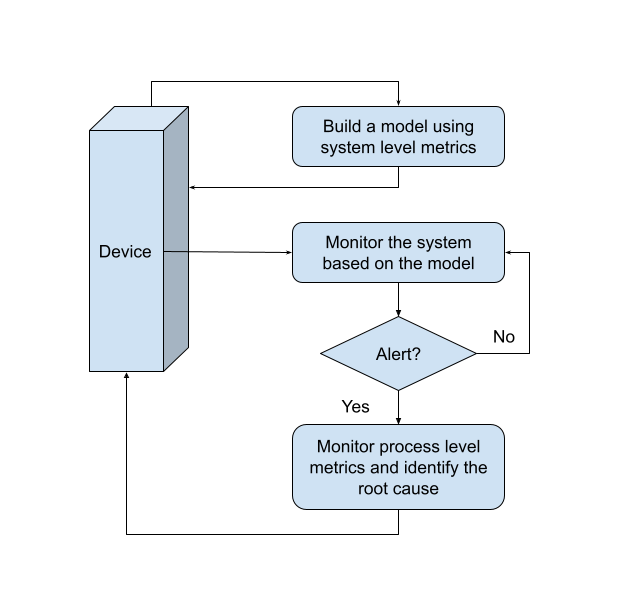 Build a model using
system level metrics
Device
Monitor the system
based on the model
Alert?
No
Yes
Monitor process level
metrics and identify the
root cause